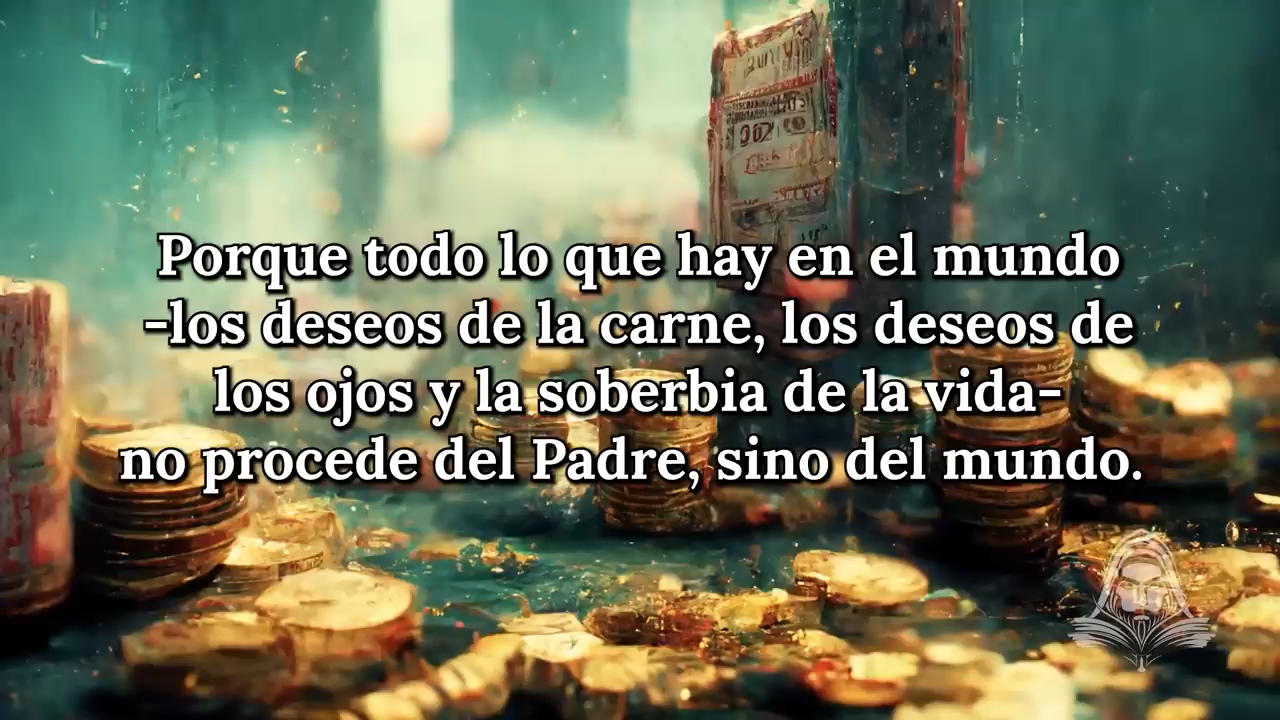 Porque todo lo que hay en el mundo
-los deseos de la carne, los deseos de
los ojos y la soberbia de la vida-
no procede del Padre, sino del mundo.